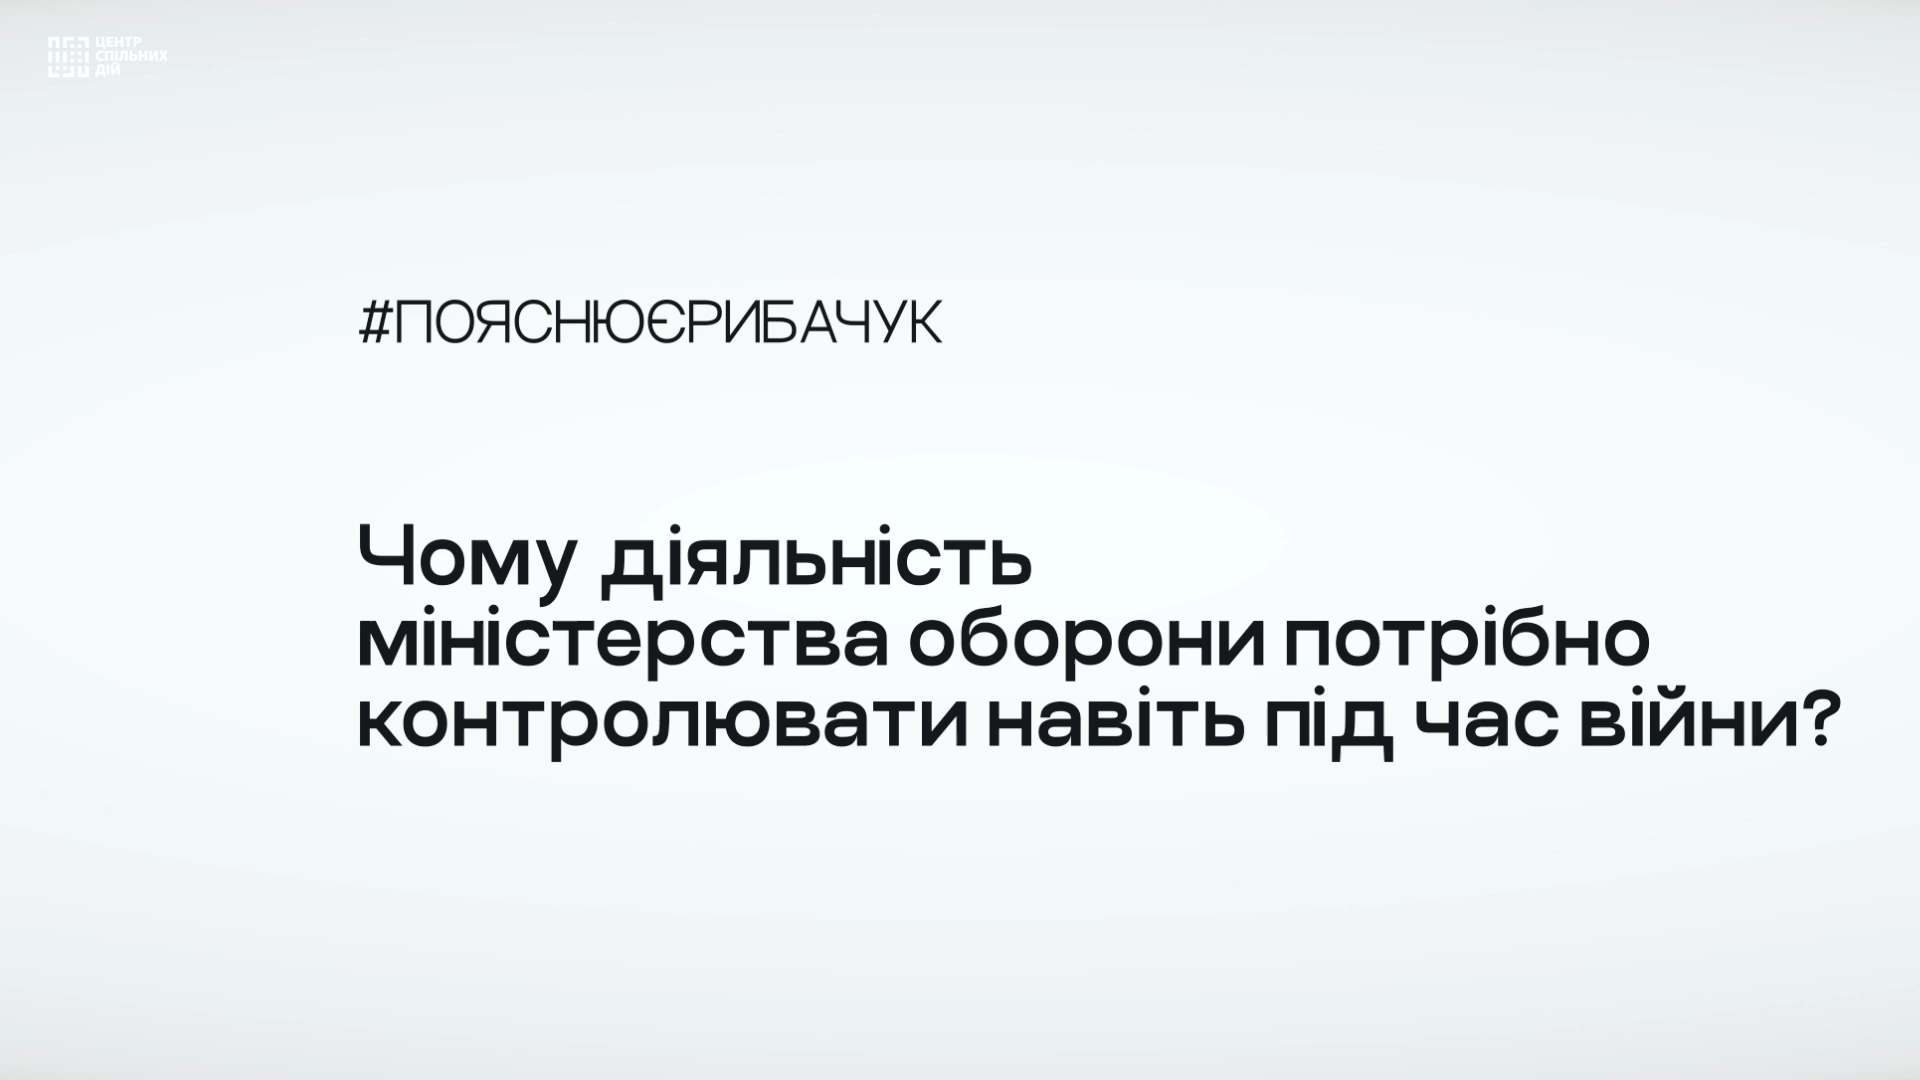 ЦЕНТР
СПІЛЬНИХ
ДІЙ
#ПОЯСНЮЄРИБАЧУК
Чому діяльність
міністерства оборони потрібно
контролювати навіть під час війни?